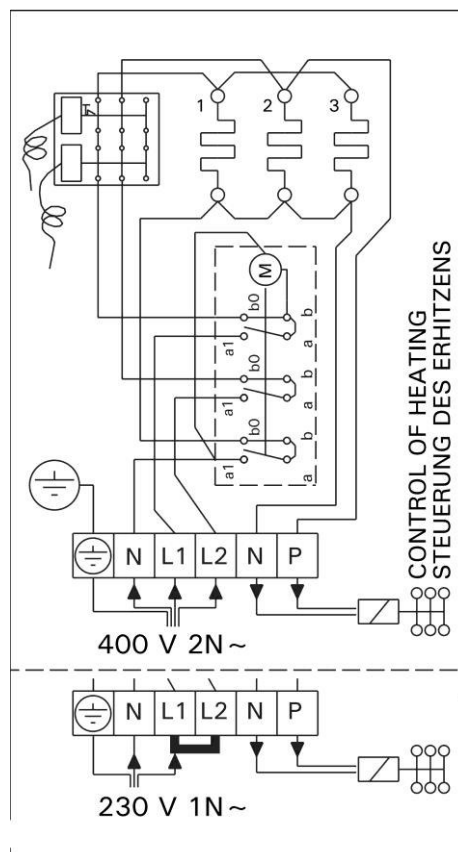 1 2 3
M
b0 b
a1 a
b0 b
a1 a
b0 b
a1 a
N L1 L2 N P
400 V 2N ~
N L1 L2 N P
230 V 1N ~
CONTROL OF HEATING
STEUERUNG DES ERHITZENS